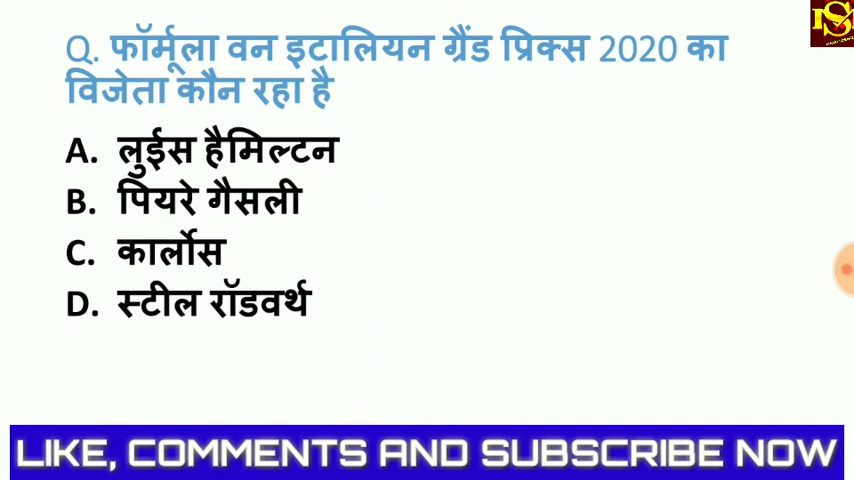 Q. फॉर्मूला वन इटालियन ग्रैंड प्रिक्स 2020 का
विजेता कौन रहा है
A. लुईस हैमिल्टन
B. पियरे गैसली
C. कार्लोस
D. स्टील रॉडवर्थ
LIKE, COMMENTS AND SUBSCRIBE NOW